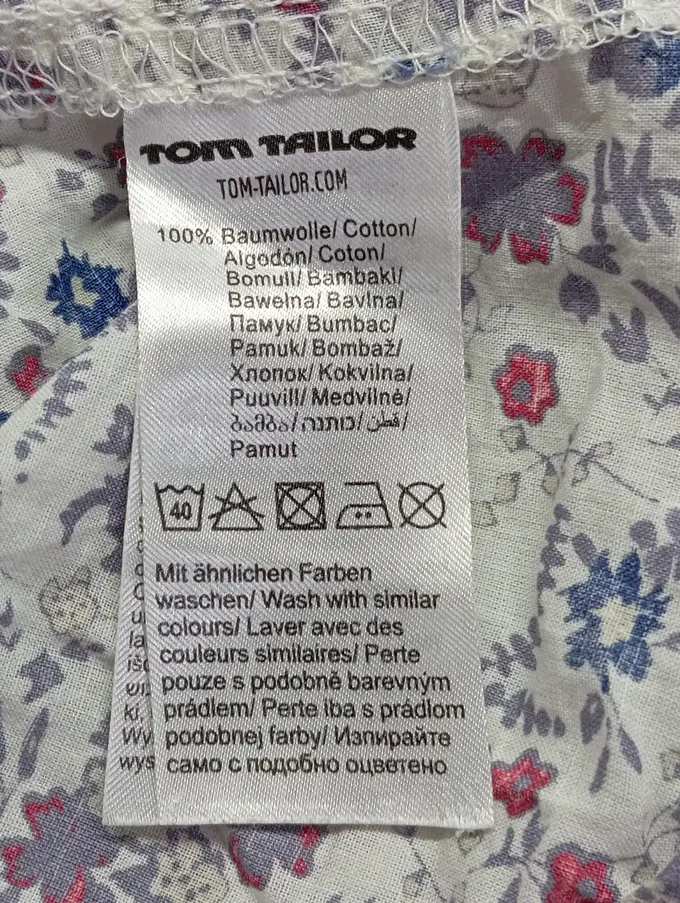 TOM TAILOR
TOM-TAILOR.COM
100% Baumwolle/ Cotton/
Algodón/ Coton/
Bomull/ Bambaki/
Bawełna/ Bavlna/
Памук/ Bumbac/
Pamuk/ Bombaž/
Хлопок/ Kokvilna/
Puuvill/ Medvilnė/
ბამბა/כותנה/قطن/
Pamut
40
Mit ähnlichen Farben
waschen/ Wash with similar
colours/ Laver avec des
couleurs similaires/ Perte
pouze s podobně barevným
prádlem/ Perte iba s prádlom
podobnej farby/ Изпирайте
само с подобно оцветено